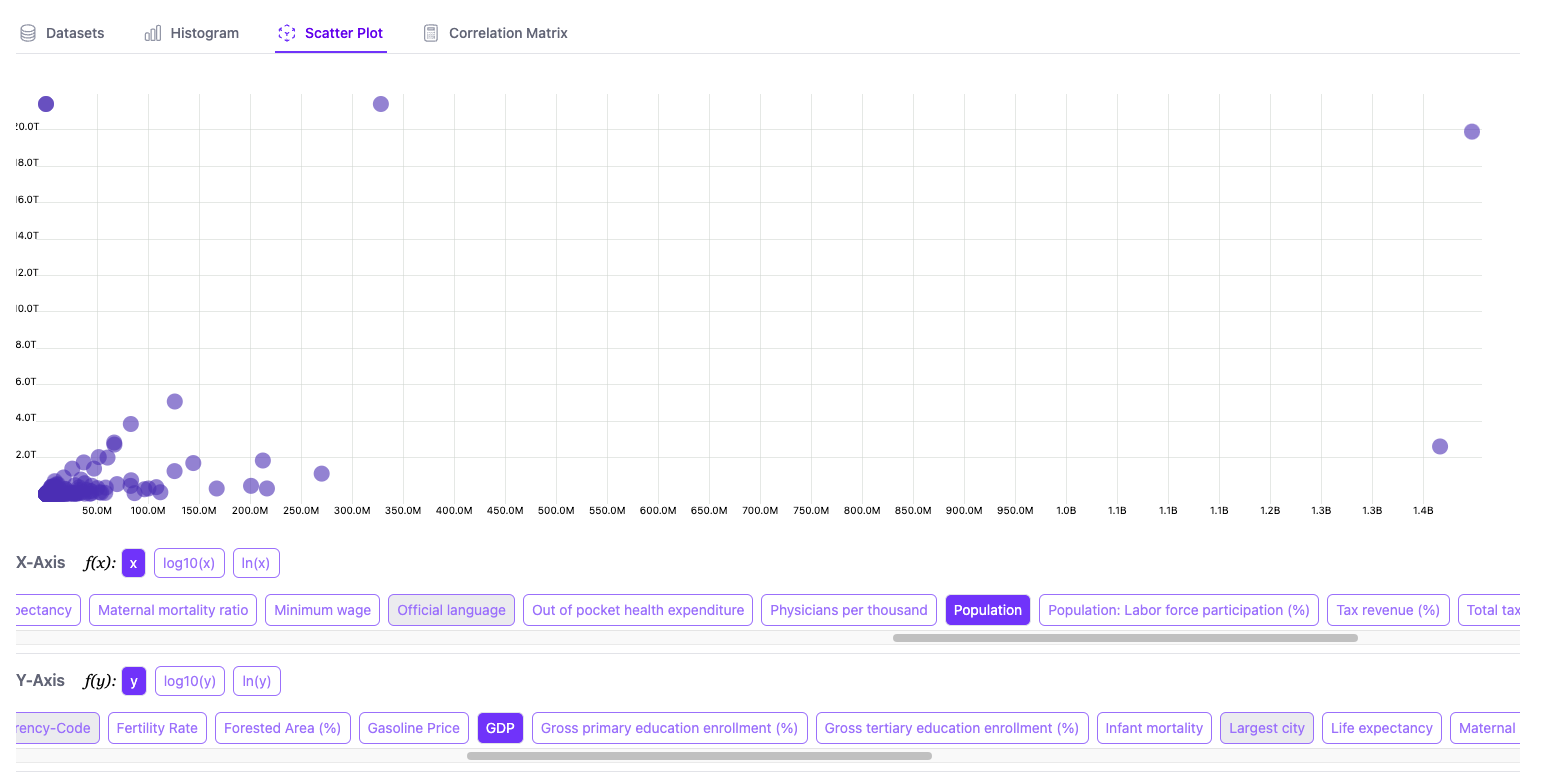 Datasets Histogram Scatter Plot Correlation Matrix
20.0T
18.0T
16.0T
14.0T
12.0T
10.0T
8.0T
6.0T
4.0T
2.0T
50.0M 100.0M 150.0M 200.0M 250.0M 300.0M 350.0M 400.0M 450.0M 500.0M 550.0M 600.0M 650.0M 700.0M 750.0M 800.0M 850.0M 900.0M 950.0M 1.0B 1.1B 1.1B 1.1B 1.2B 1.3B 1.3B 1.4B
X-Axis f(x): x log10(x) ln(x)
pectancy Maternal mortality ratio Minimum wage Official language Out of pocket health expenditure Physicians per thousand Population Population: Labor force participation (%) Tax revenue (%) Total tax
Y-Axis f(y): y log10(y) ln(y)
rency-Code Fertility Rate Forested Area (%) Gasoline Price GDP Gross primary education enrollment (%) Gross tertiary education enrollment (%) Infant mortality Largest city Life expectancy Maternal